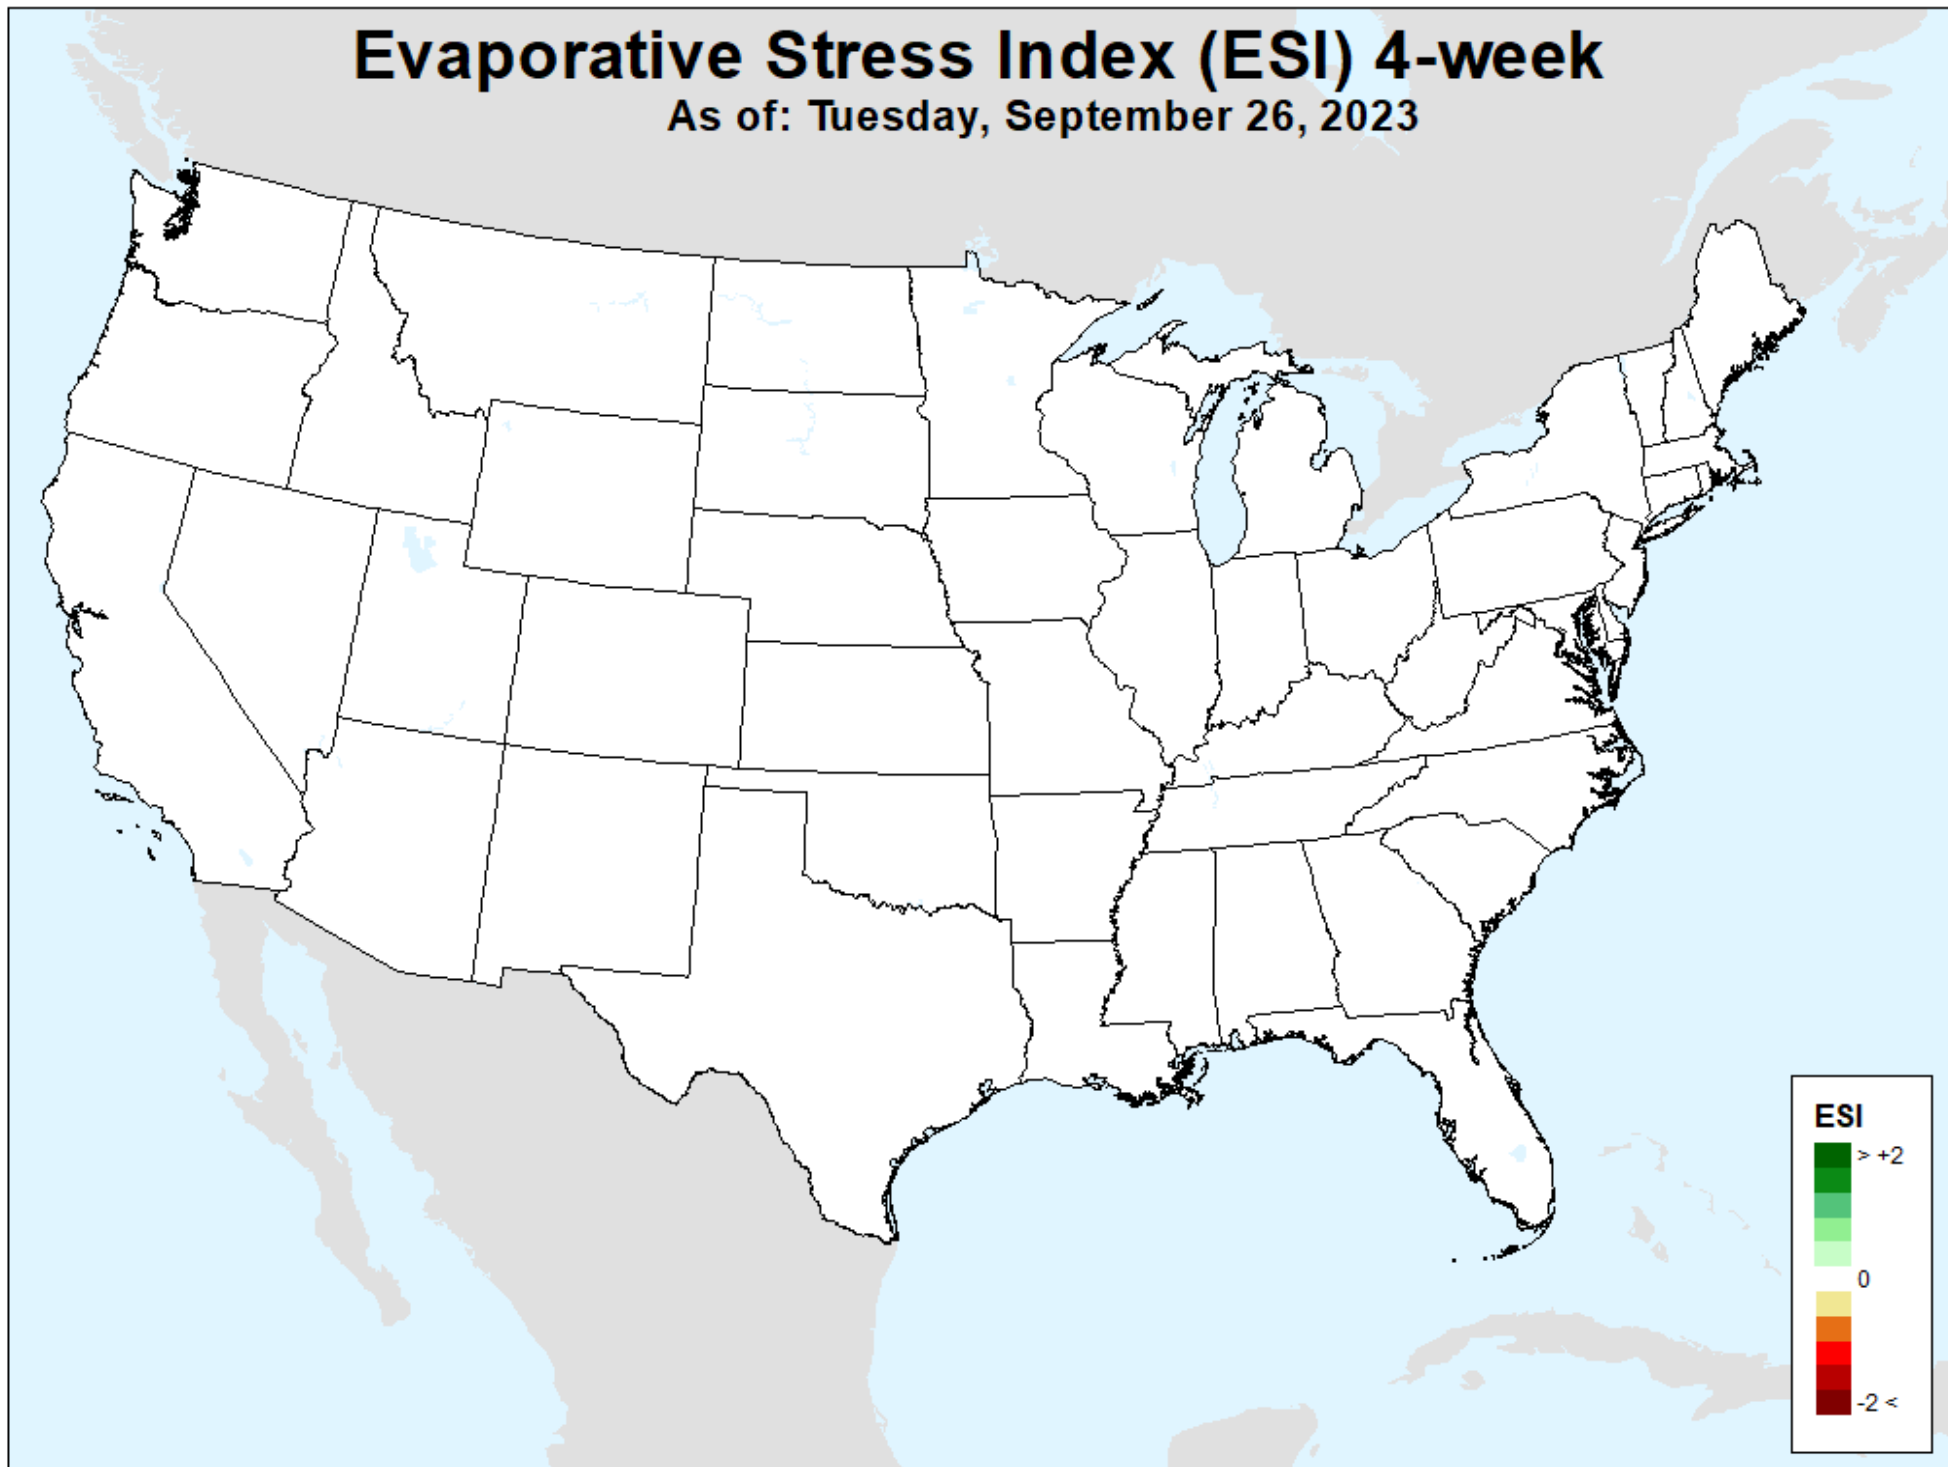 Evaporative Stress Index (ESI) 4-week
As of: Tuesday, September 26, 2023
ESI
> +2
0
-2 <